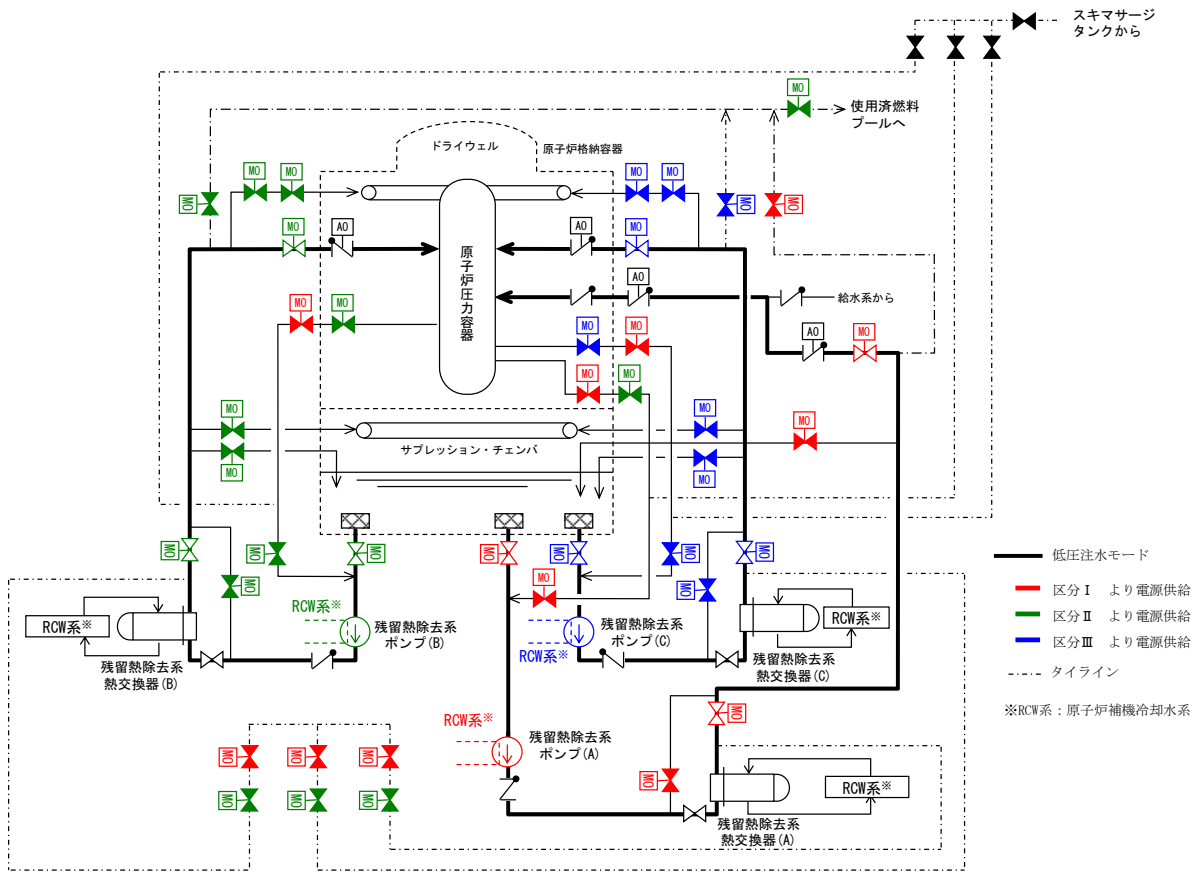 スキマサージ
タンクから
MO
使用済燃料
プールへ
ドライウェル
原子炉格納容器
MO
MO
MO
MO
MO
MO
MO
MO
AO
AO
MO
原子炉圧力容器
AO
給水系から
MO
MO
MO
MO
AO
MO
MO
MO
MO
MO
MO
MO
サプレッション・チェンバ
MO
MO
MO
MO
MO
MO
MO
MO
MO
MO
MO
MO
低圧注水モード
区分Ⅰ より電源供給
区分Ⅱ より電源供給
区分Ⅲ より電源供給
タイライン
※RCW系：原子炉補機冷却水系
RCW系※
RCW系※
残留熱除去系
ポンプ(B)
残留熱除去系
熱交換器(B)
RCW系※
残留熱除去系
ポンプ(C)
RCW系※
残留熱除去系
熱交換器(C)
RCW系※
残留熱除去系
ポンプ(A)
MO
MO
MO
MO
MO
MO
MO
MO
RCW系※
残留熱除去系
熱交換器(A)